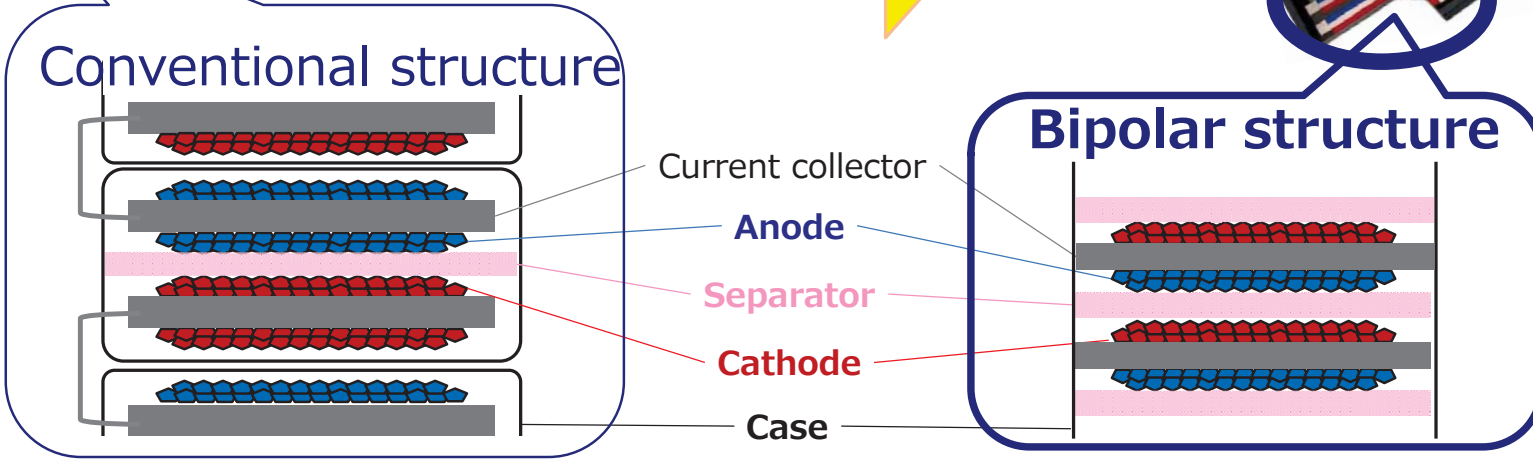 Conventional structure
Bipolar structure
Current collector
Anode
Separator
Cathode
Case